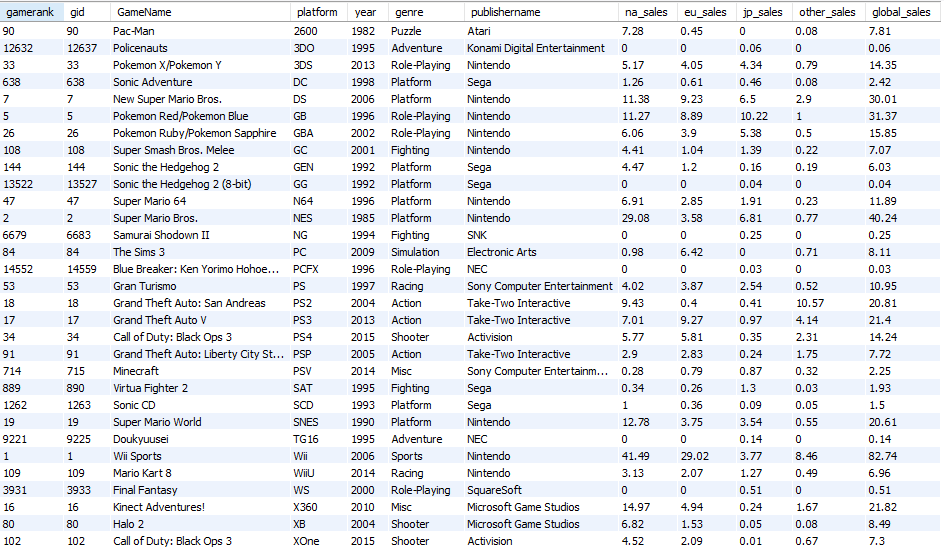 gamerank gid GameName platform year genre publishername na_sales eu_sales jp_sales other_sales global_sales
90 90 Pac-Man 2600 1982 Puzzle Atari 7.28 0.45 0 0.08 7.81
12632 12637 Policenauts 3DO 1995 Adventure Konami Digital Entertainment 0 0 0.06 0 0.06
33 33 Pokemon X/Pokemon Y 3DS 2013 Role-Playing Nintendo 5.17 4.05 4.34 0.79 14.35
638 638 Sonic Adventure DC 1998 Platform Sega 1.26 0.61 0.46 0.08 2.42
7 7 New Super Mario Bros. DS 2006 Platform Nintendo 11.38 9.23 6.5 2.9 30.01
5 5 Pokemon Red/Pokemon Blue GB 1996 Role-Playing Nintendo 11.27 8.89 10.22 1 31.37
26 26 Pokemon Ruby/Pokemon Sapphire GBA 2002 Role-Playing Nintendo 6.06 3.9 5.38 0.5 15.85
108 108 Super Smash Bros. Melee GC 2001 Fighting Nintendo 4.41 1.04 1.39 0.22 7.07
144 144 Sonic the Hedgehog 2 GEN 1992 Platform Sega 4.47 1.2 0.16 0.19 6.03
13522 13527 Sonic the Hedgehog 2 (8-bit) GG 1992 Platform Sega 0 0 0.04 0 0.04
47 47 Super Mario 64 N64 1996 Platform Nintendo 6.91 2.85 1.91 0.23 11.89
2 2 Super Mario Bros. NES 1985 Platform Nintendo 29.08 3.58 6.81 0.77 40.24
6679 6683 Samurai Shodown II NG 1994 Fighting SNK 0 0 0.25 0 0.25
84 84 The Sims 3 PC 2009 Simulation Electronic Arts 0.98 6.42 0 0.71 8.11
14552 14559 Blue Breaker: Ken Yorimo Hohoe... PCFX 1996 Role-Playing NEC 0 0 0.03 0 0.03
53 53 Gran Turismo PS 1997 Racing Sony Computer Entertainment 4.02 3.87 2.54 0.52 10.95
18 18 Grand Theft Auto: San Andreas PS2 2004 Action Take-Two Interactive 9.43 0.4 0.41 10.57 20.81
17 17 Grand Theft Auto V PS3 2013 Action Take-Two Interactive 7.01 9.27 0.97 4.14 21.4
34 34 Call of Duty: Black Ops 3 PS4 2015 Shooter Activision 5.77 5.81 0.35 2.31 14.24
91 91 Grand Theft Auto: Liberty City St... PSP 2005 Action Take-Two Interactive 2.9 2.83 0.24 1.75 7.72
714 715 Minecraft PSV 2014 Misc Sony Computer Entertainm... 0.28 0.79 0.87 0.32 2.25
889 890 Virtua Fighter 2 SAT 1995 Fighting Sega 0.34 0.26 1.3 0.03 1.93
1262 1263 Sonic CD SCD 1993 Platform Sega 1 0.36 0.09 0.05 1.5
19 19 Super Mario World SNES 1990 Platform Nintendo 12.78 3.75 3.54 0.55 20.61
9221 9225 Doukyuusei TG16 1995 Adventure NEC 0 0 0.14 0 0.14
1 1 Wii Sports Wii 2006 Sports Nintendo 41.49 29.02 3.77 8.46 82.74
109 109 Mario Kart 8 WiiU 2014 Racing Nintendo 3.13 2.07 1.27 0.49 6.96
3931 3933 Final Fantasy WS 2000 Role-Playing SquareSoft 0 0 0.51 0 0.51
16 16 Kinect Adventures! X360 2010 Misc Microsoft Game Studios 14.97 4.94 0.24 1.67 21.82
80 80 Halo 2 XB 2004 Shooter Microsoft Game Studios 6.82 1.53 0.05 0.08 8.49
102 102 Call of Duty: Black Ops 3 XOne 2015 Shooter Activision 4.52 2.09 0.01 0.67 7.3